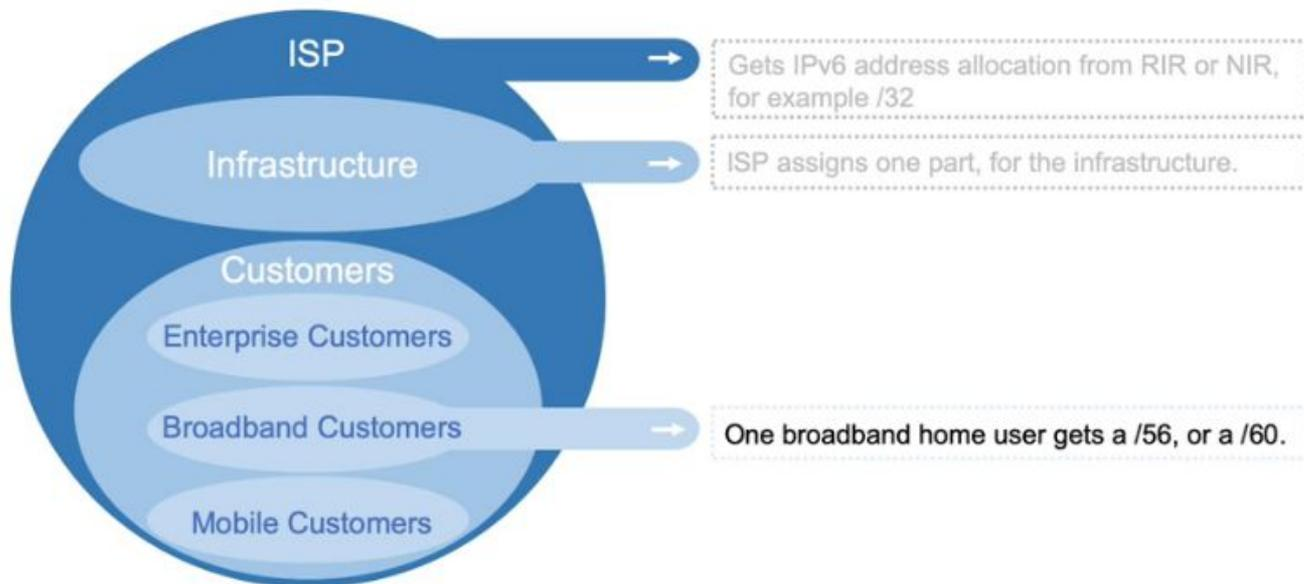 ISP
Gets IPv6 address allocation from RIR or NIR,
for example /32
Infrastructure
ISP assigns one part, for the infrastructure.
Customers
Enterprise Customers
Broadband Customers
One broadband home user gets a /56, or a /60.
Mobile Customers